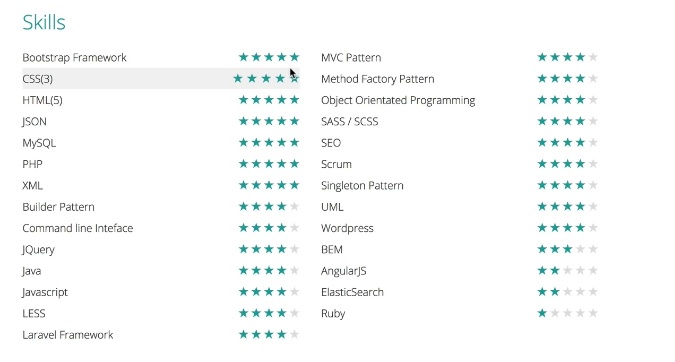 Skills
Bootstrap Framework
CSS(3)
HTML(5)
JSON
MySQL
PHP
XML
Builder Pattern
Command line Inteface
JQuery
Java
Javascript
LESS
Laravel Framework
MVC Pattern
Method Factory Pattern
Object Orientated Programming
SASS / SCSS
SEO
Scrum
Singleton Pattern
UML
Wordpress
BEM
AngularJS
ElasticSearch
Ruby